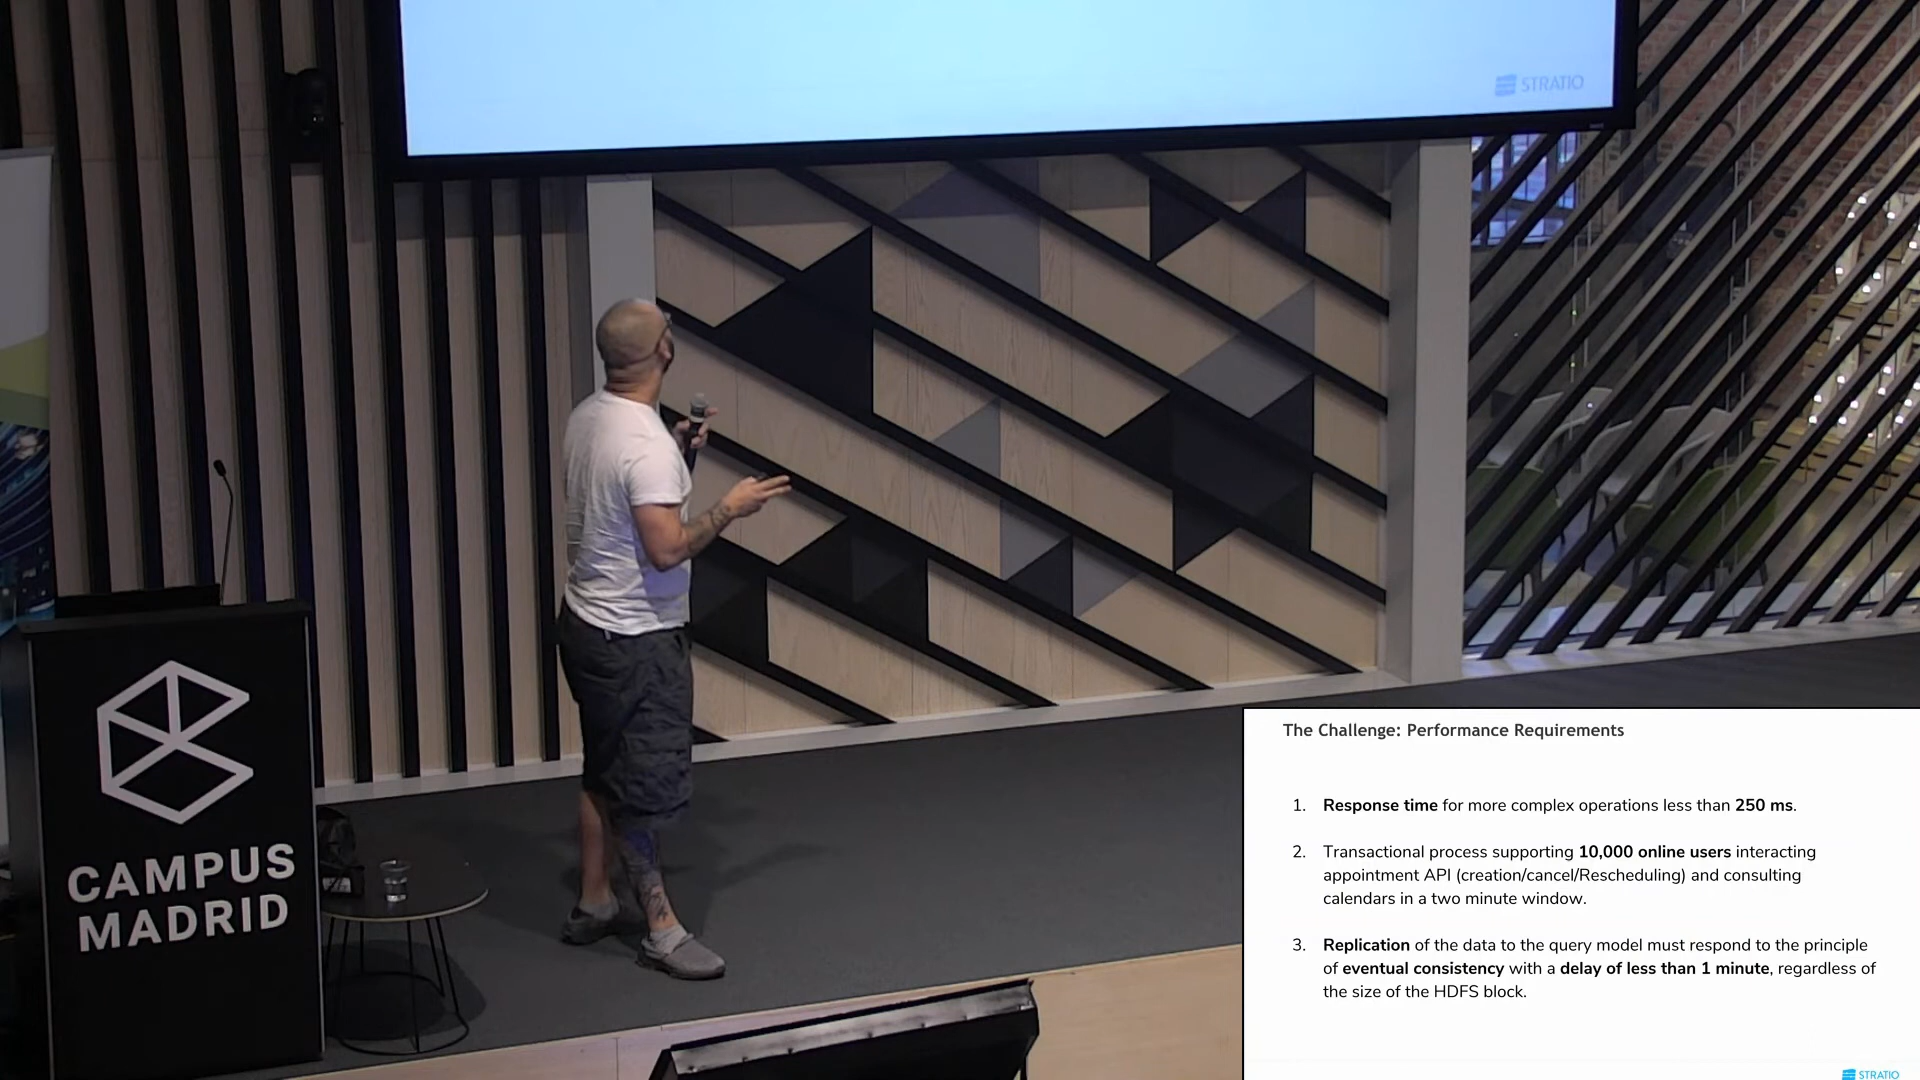 STRATIO
CAMPUS
MADRID
The Challenge: Performance Requirements
1. Response time for more complex operations less than 250 ms.
2. Transactional process supporting 10,000 online users interacting
appointment API (creation/cancel/Rescheduling) and consulting
calendars in a two minute window.
3. Replication of the data to the query model must respond to the principle
of eventual consistency with a delay of less than 1 minute, regardless of
the size of the HDFS block.
STRATIO